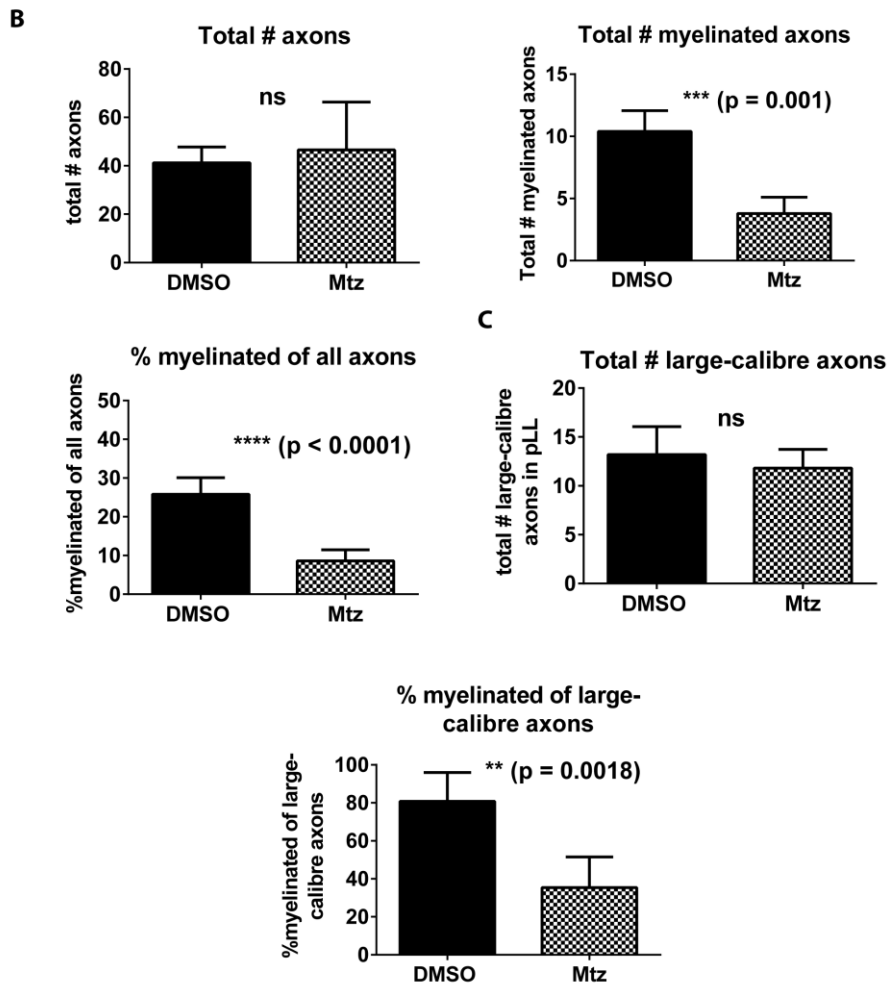 B
Total # axons
total # axons
80
60
40
20
0
ns
DMSO
Mtz
Total # myelinated axons
Total # myelinated axons
15
10
5
0
*** (p = 0.001)
DMSO
Mtz
% myelinated of all axons
%myelinated of all axons
50
40
30
20
10
0
**** (p < 0.0001)
DMSO
Mtz
C
Total # large-calibre axons
total # large-calibre
axons in pLL
20
15
10
5
0
ns
DMSO
Mtz
% myelinated of large-
calibre axons
%myelinated of large-
calibre axons
100
80
60
40
20
0
** (p = 0.0018)
DMSO
Mtz